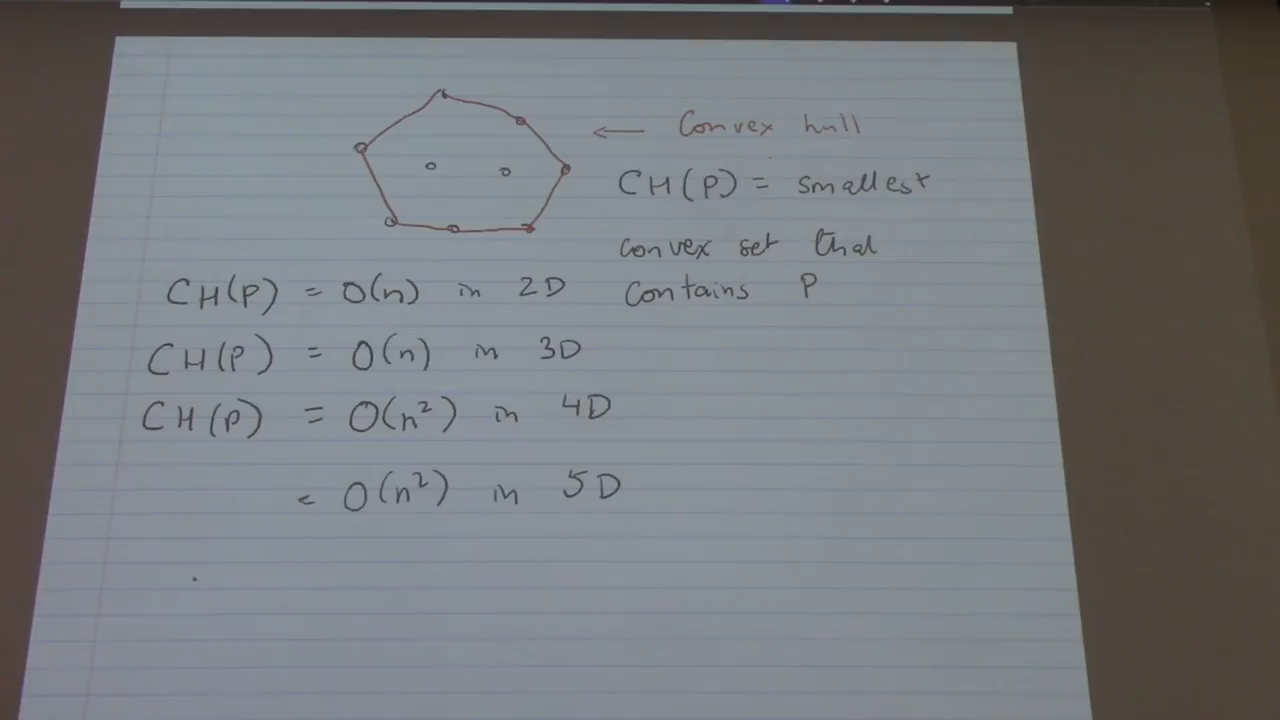 ← Convex hull
CH(P) = smallest
convex set that
contains P
CH(P) = O(n) in 2D
CH(P) = O(n) in 3D
CH(P) = O(n²) in 4D
= O(n²) in 5D